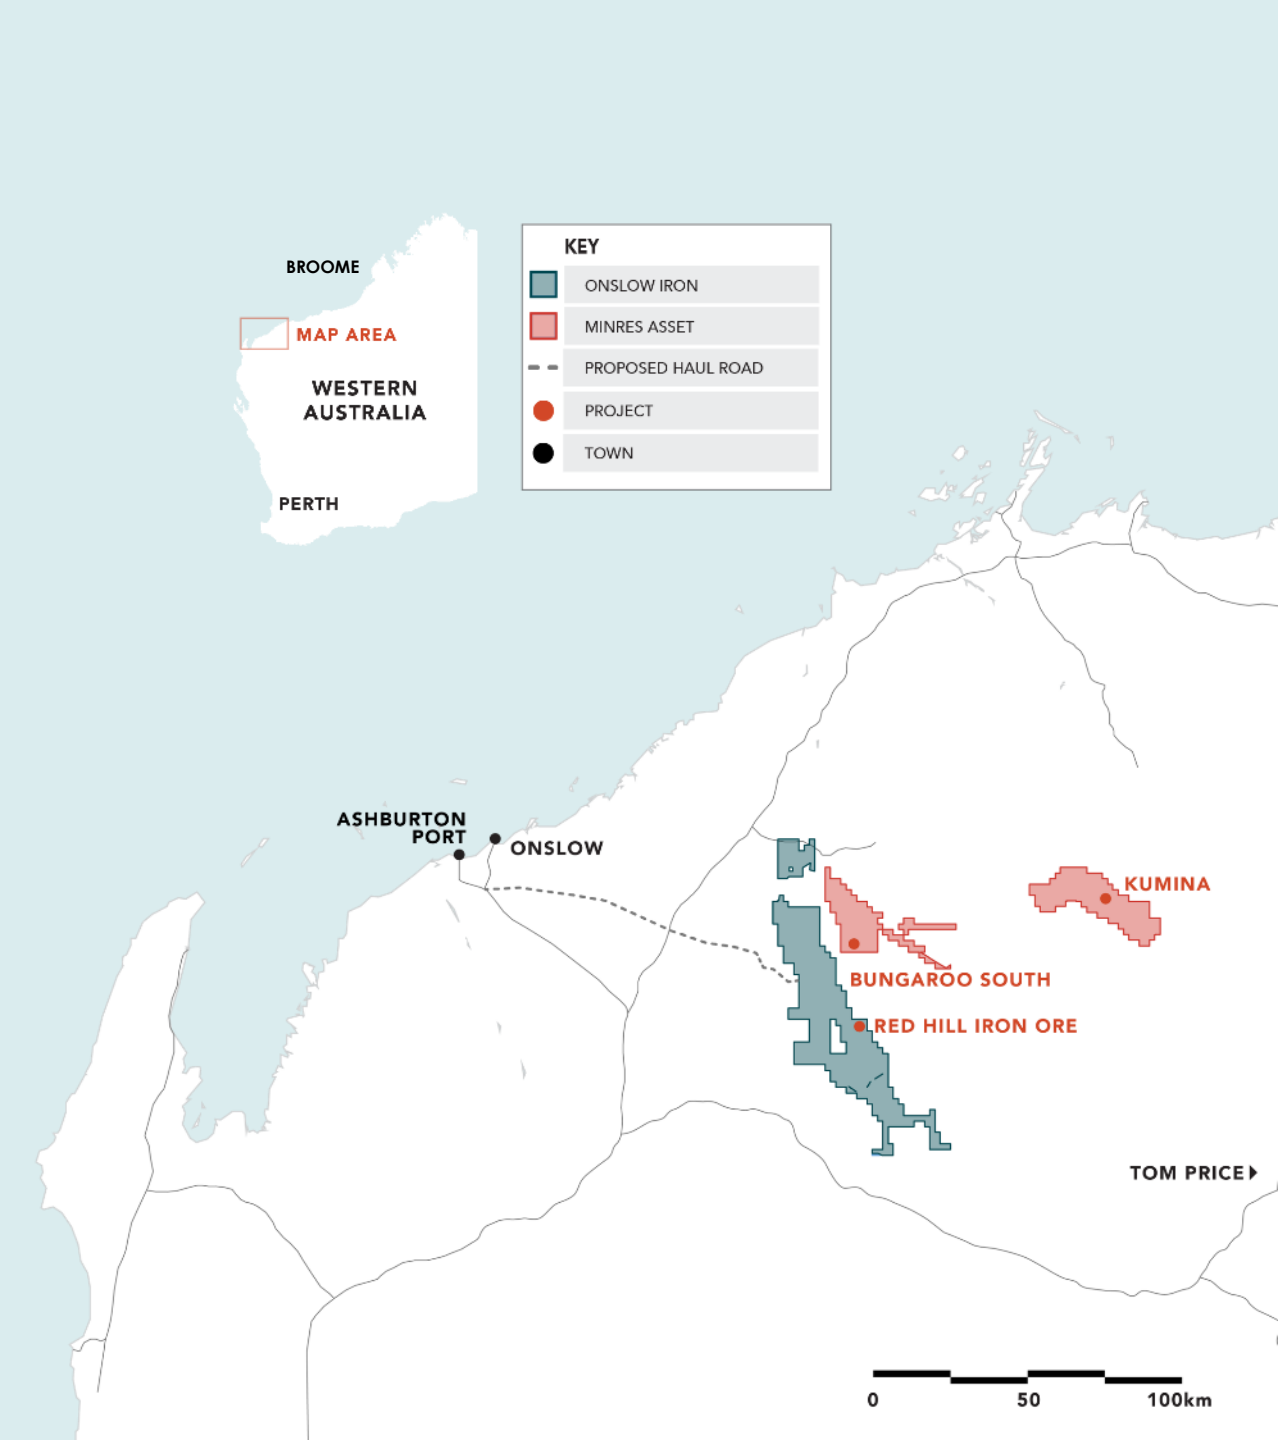 BROOME
MAP AREA
WESTERN
AUSTRALIA
PERTH
KEY
ONSLOW IRON
MINRES ASSET
PROPOSED HAUL ROAD
PROJECT
TOWN
ASHBURTON
PORT
ONSLOW
KUMINA
BUNGAROO SOUTH
RED HILL IRON ORE
TOM PRICE
0 50 100km